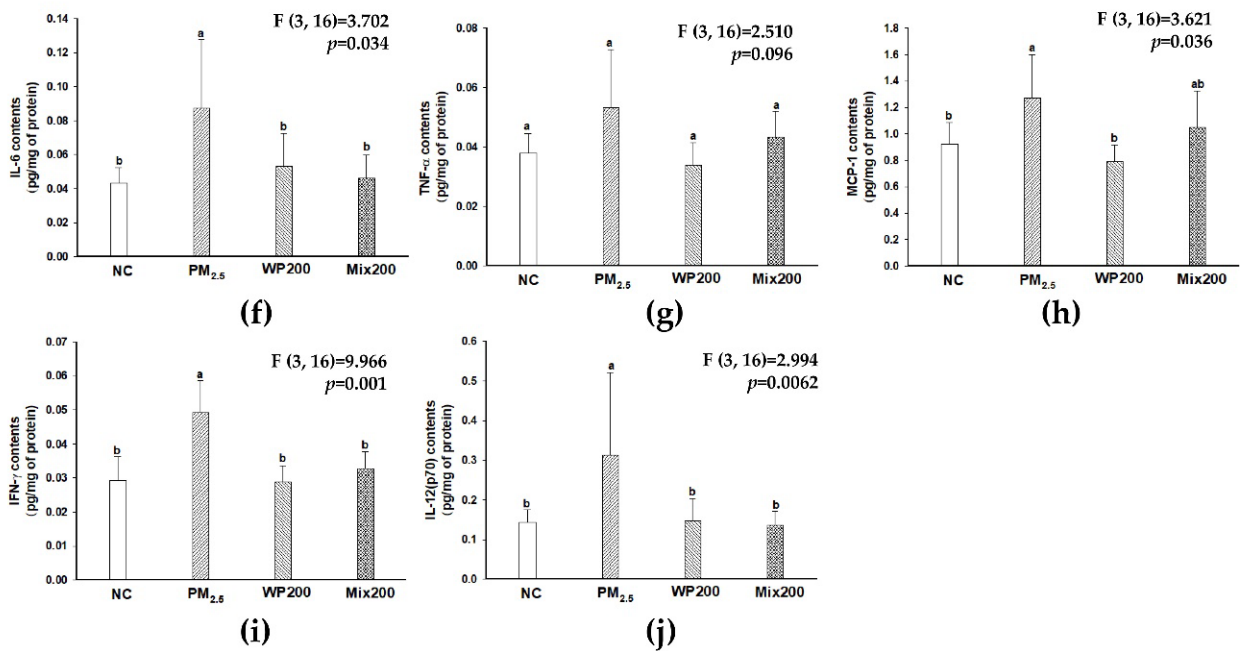 F (3, 16)=3.702
p=0.034
IL-6 contents
(pg/mg of protein)
0.14
0.12
0.10
0.08
0.06
0.04
0.02
0.00
b
a
b
b
NC
PM2.5
WP200
Mix200
(f)
F (3, 16)=2.510
p=0.096
TNF-α contents
(pg/mg of protein)
0.08
0.06
0.04
0.02
0.00
a
a
a
a
NC
PM2.5
WP200
Mix200
(g)
F (3, 16)=3.621
p=0.036
MCP-1 contents
(pg/mg of protein)
1.8
1.6
1.4
1.2
1.0
0.8
0.6
0.4
0.2
0.0
b
a
b
ab
NC
PM2.5
WP200
Mix200
(h)
F (3, 16)=9.966
p=0.001
IFN-γ contents
(pg/mg of protein)
0.07
0.06
0.05
0.04
0.03
0.02
0.01
0.00
b
a
b
b
NC
PM2.5
WP200
Mix200
(i)
F (3, 16)=2.994
p=0.0062
IL-12(p70) contents
(pg/mg of protein)
0.6
0.5
0.4
0.3
0.2
0.1
0.0
b
a
b
b
NC
PM2.5
WP200
Mix200
(j)